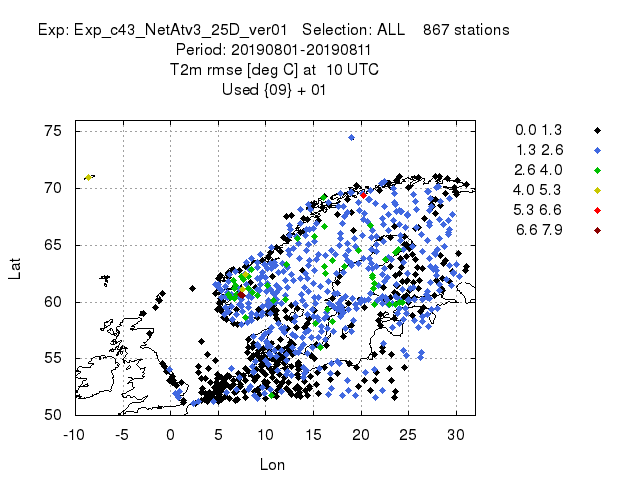 Exp: Exp_c43_NetAtv3_25D_ver01   Selection: ALL    867 stations
Period: 20190801-20190811
T2m rmse [deg C] at  10 UTC
Used {09} + 01
75
70
65
60
55
50
Lat
-10 -5 0 5 10 15 20 25 30
Lon
0.0 1.3
1.3 2.6
2.6 4.0
4.0 5.3
5.3 6.6
6.6 7.9